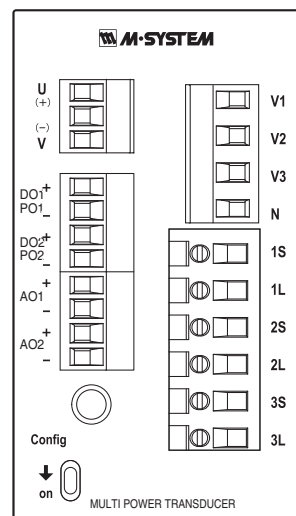 M·SYSTEM
U
(+)
(−)
V
DO1 +
PO1 −
DO2 +
PO2 −
AO1 +
−
AO2 +
−
V1
V2
V3
N
1S
1L
2S
2L
3S
3L
Config
on
MULTI POWER TRANSDUCER